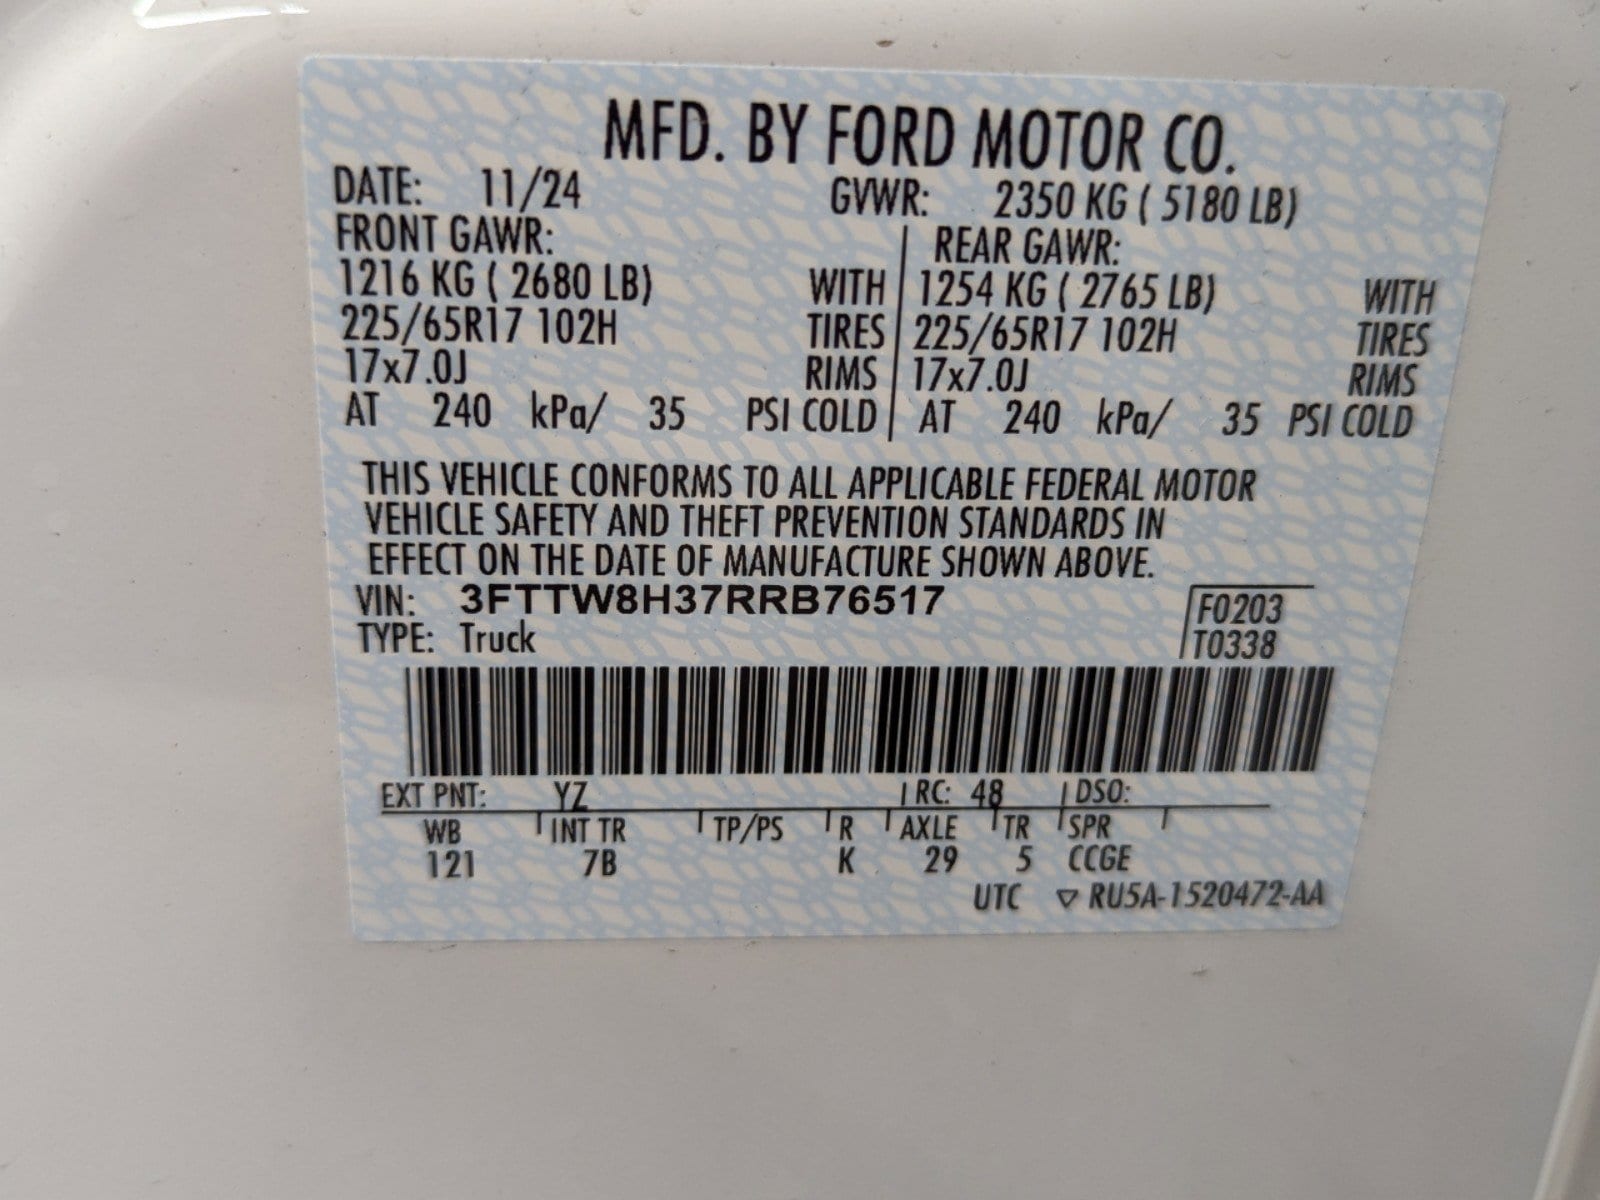 MFD. BY FORD MOTOR CO.
DATE: 11/24 GVWR: 2350 KG ( 5180 LB)
FRONT GAWR: REAR GAWR:
1216 KG ( 2680 LB) WITH 1254 KG ( 2765 LB) WITH
225/65R17 102H TIRES 225/65R17 102H TIRES
17x7.0J RIMS 17x7.0J RIMS
AT 240 kPa/ 35 PSI COLD AT 240 kPa/ 35 PSI COLD
THIS VEHICLE CONFORMS TO ALL APPLICABLE FEDERAL MOTOR
VEHICLE SAFETY AND THEFT PREVENTION STANDARDS IN
EFFECT ON THE DATE OF MANUFACTURE SHOWN ABOVE.
VIN: 3FTTW8H37RRB76517 F0203
TYPE: Truck T0338
EXT PNT: YZ RC: 48 DSO:
WB INT TR TP/PS R AXLE TR SPR
121 7B K 29 5 CCGE
UTC ▽ RU5A-1520472-AA